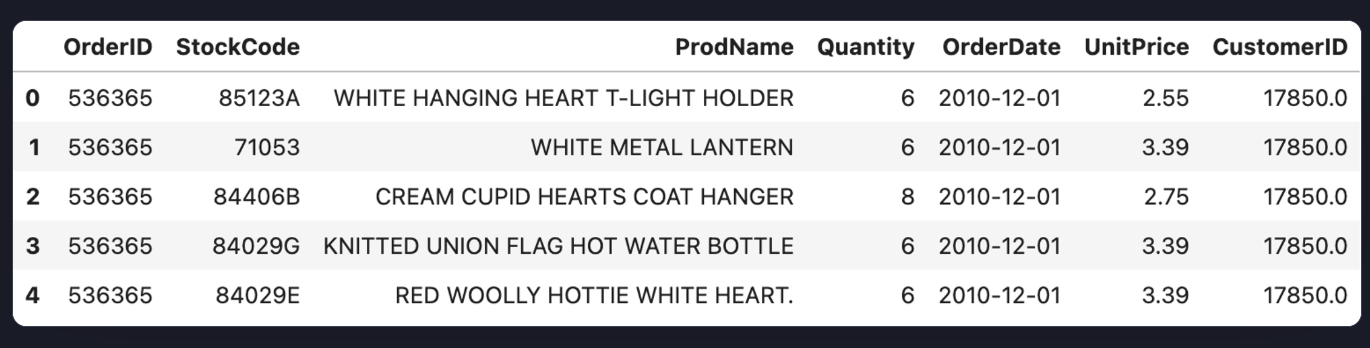 OrderID StockCode ProdName Quantity OrderDate UnitPrice CustomerID
0 536365 85123A WHITE HANGING HEART T-LIGHT HOLDER 6 2010-12-01 2.55 17850.0
1 536365 71053 WHITE METAL LANTERN 6 2010-12-01 3.39 17850.0
2 536365 84406B CREAM CUPID HEARTS COAT HANGER 8 2010-12-01 2.75 17850.0
3 536365 84029G KNITTED UNION FLAG HOT WATER BOTTLE 6 2010-12-01 3.39 17850.0
4 536365 84029E RED WOOLLY HOTTIE WHITE HEART. 6 2010-12-01 3.39 17850.0